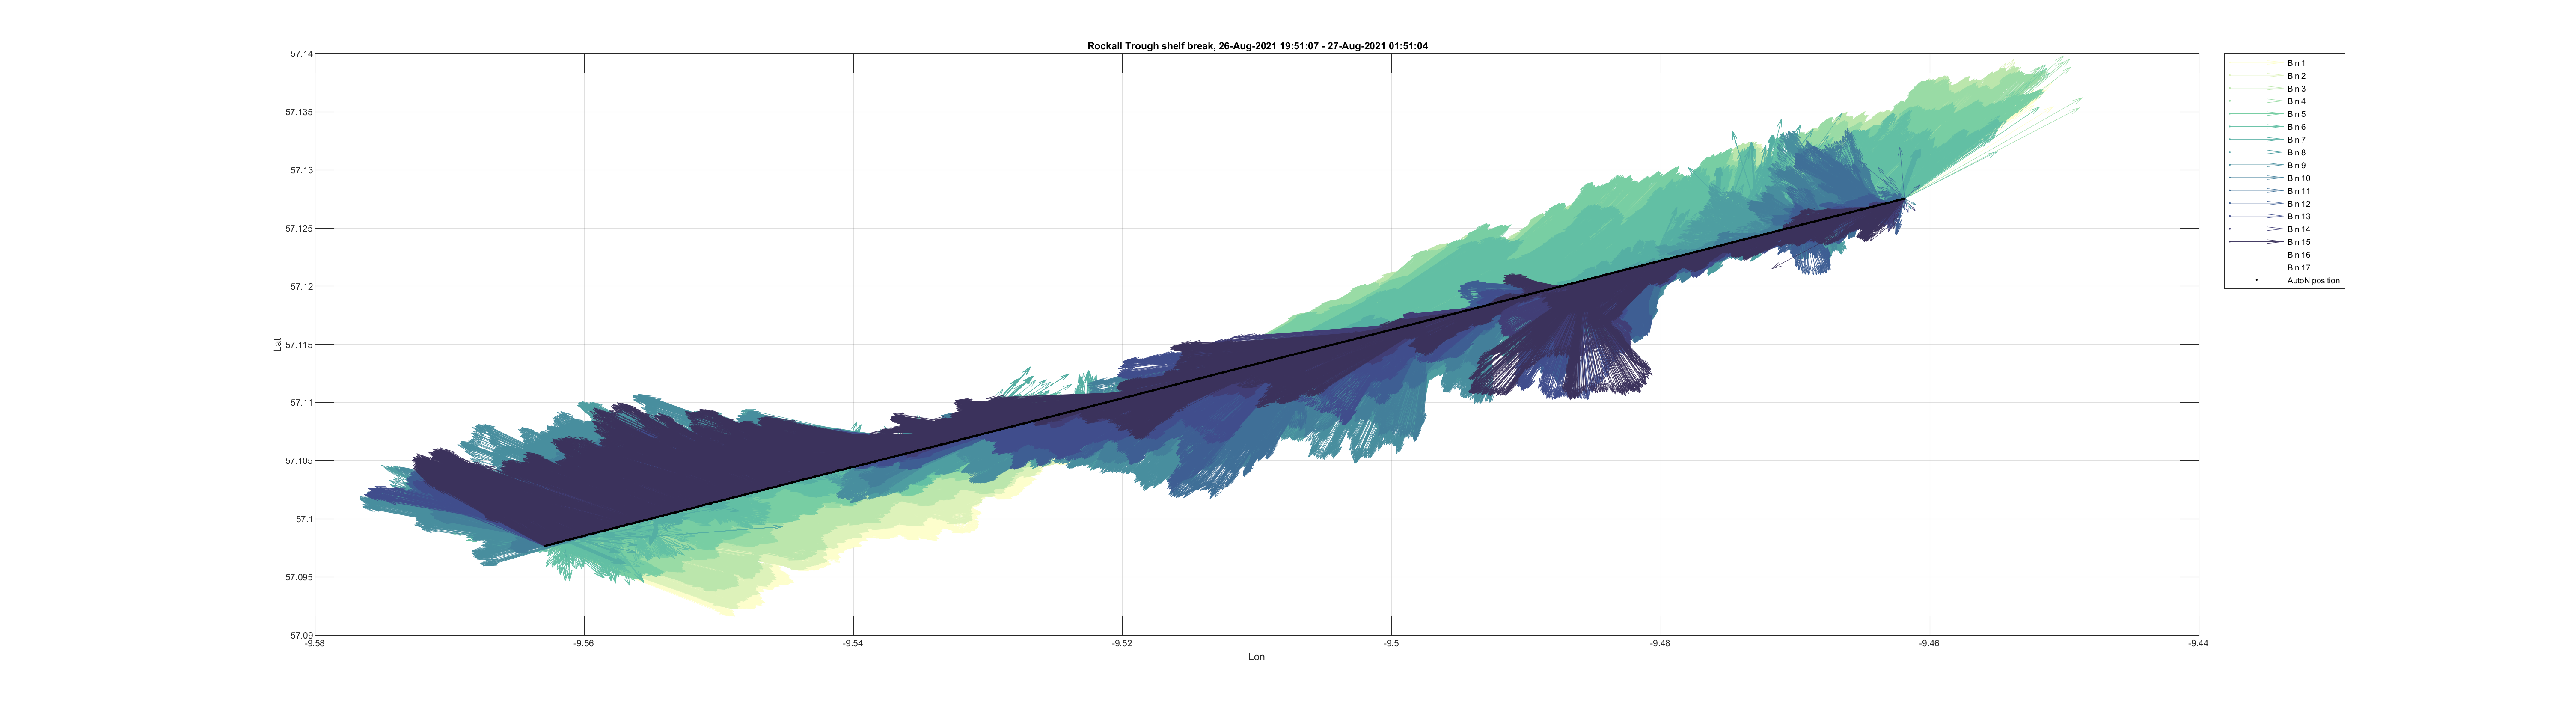 Rockall Trough shelf break, 26-Aug-2021 19:51:07 - 27-Aug-2021 01:51:04
57.14
57.135
57.13
57.125
57.12
57.115
57.11
57.105
57.1
57.095
57.09
Lat
-9.58
-9.56
-9.54
-9.52
-9.5
-9.48
-9.46
-9.44
Lon
Bin 1
Bin 2
Bin 3
Bin 4
Bin 5
Bin 6
Bin 7
Bin 8
Bin 9
Bin 10
Bin 11
Bin 12
Bin 13
Bin 14
Bin 15
Bin 16
Bin 17
AutoN position